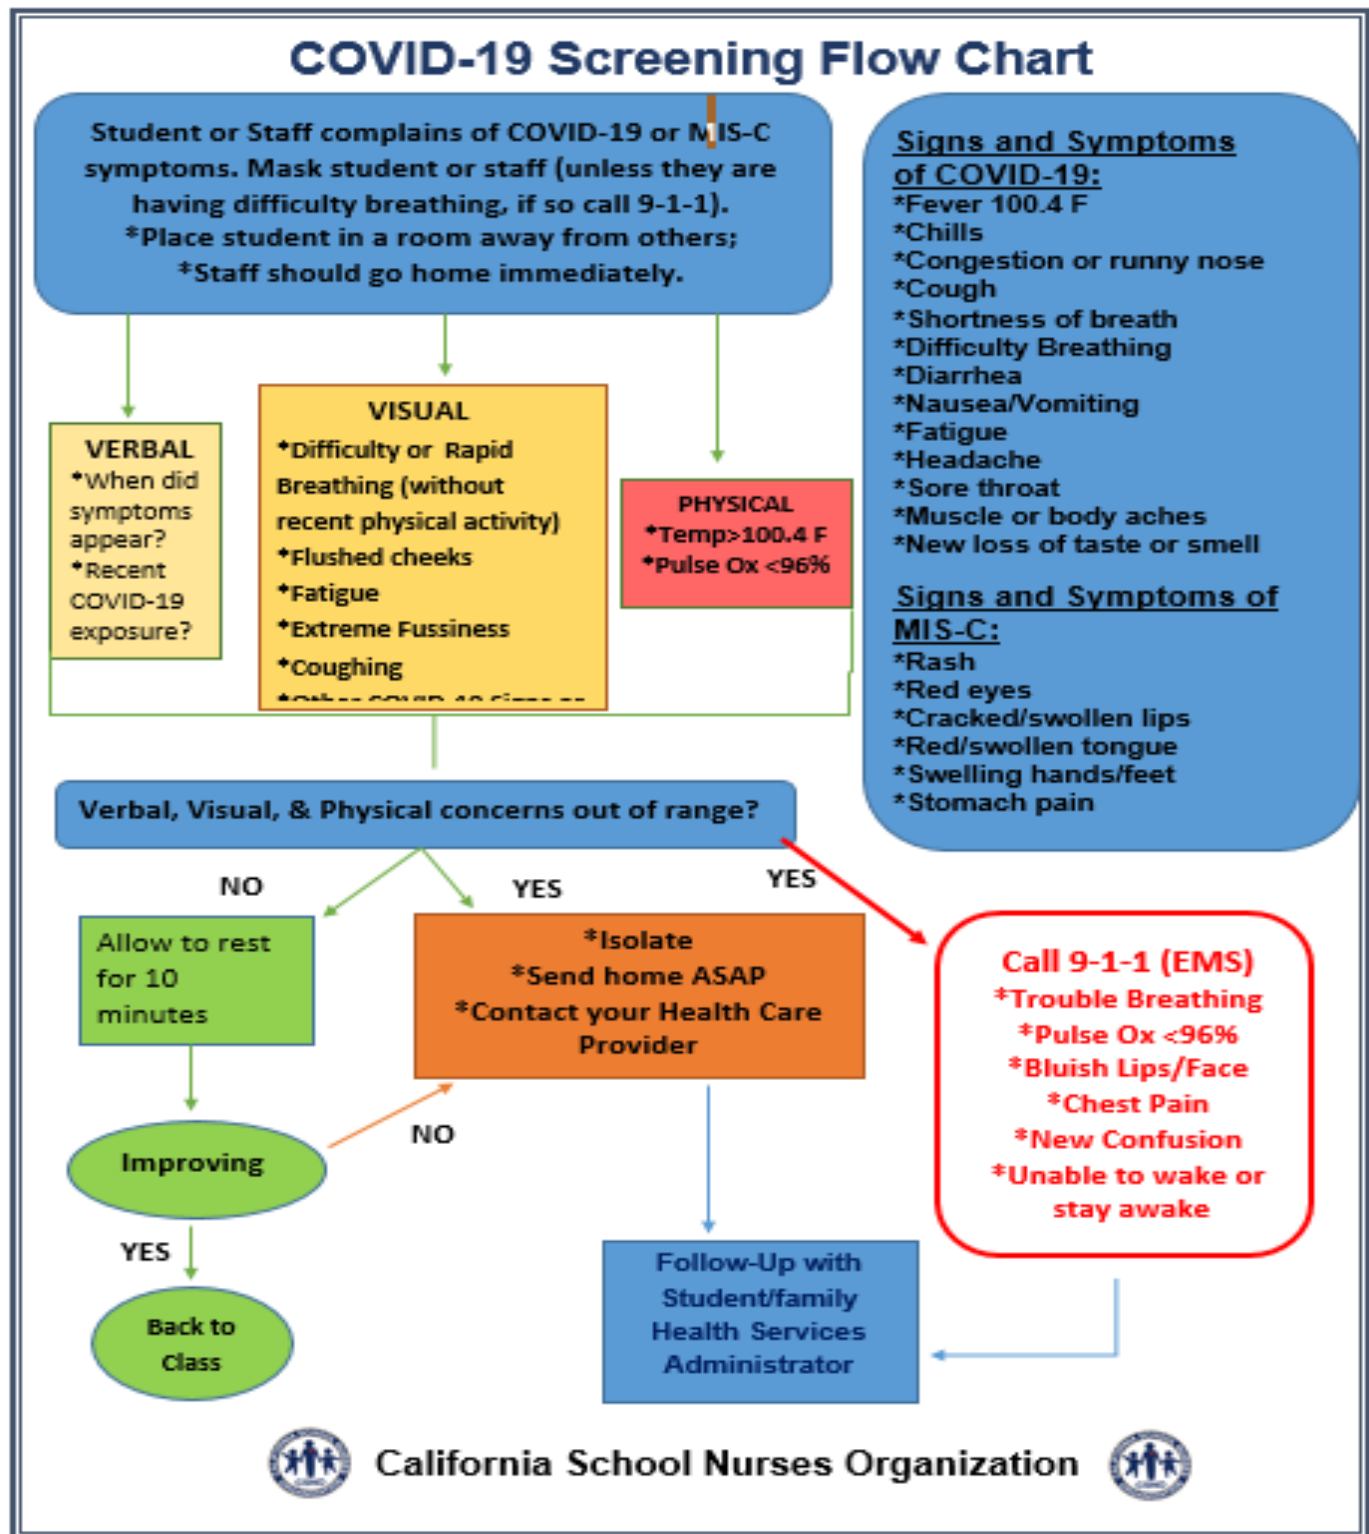 COVID-19 Screening Flow Chart
Student or Staff complains of COVID-19 or MIS-C
symptoms. Mask student or staff (unless they are
having difficulty breathing, if so call 9-1-1).
*Place student in a room away from others;
*Staff should go home immediately.
VERBAL
*When did
symptoms
appear?
*Recent
COVID-19
exposure?
VISUAL
*Difficulty or Rapid
Breathing (without
recent physical activity)
*Flushed cheeks
*Fatigue
*Extreme Fussiness
*Coughing
*Other COVID-19 Signs or
PHYSICAL
*Temp>100.4 F
*Pulse Ox <96%
Signs and Symptoms
of COVID-19:
*Fever 100.4 F
*Chills
*Congestion or runny nose
*Cough
*Shortness of breath
*Difficulty Breathing
*Diarrhea
*Nausea/Vomiting
*Fatigue
*Headache
*Sore throat
*Muscle or body aches
*New loss of taste or smell
Signs and Symptoms of
MIS-C:
*Rash
*Red eyes
*Cracked/swollen lips
*Red/swollen tongue
*Swelling hands/feet
*Stomach pain
Verbal, Visual, & Physical concerns out of range?
NO
YES
YES
Allow to rest
for 10
minutes
*Isolate
*Send home ASAP
*Contact your Health Care
Provider
Call 9-1-1 (EMS)
*Trouble Breathing
*Pulse Ox <96%
*Bluish Lips/Face
*Chest Pain
*New Confusion
*Unable to wake or
stay awake
Improving
NO
YES
Back to
Class
Follow-Up with
Student/family
Health Services
Administrator
California School Nurses Organization